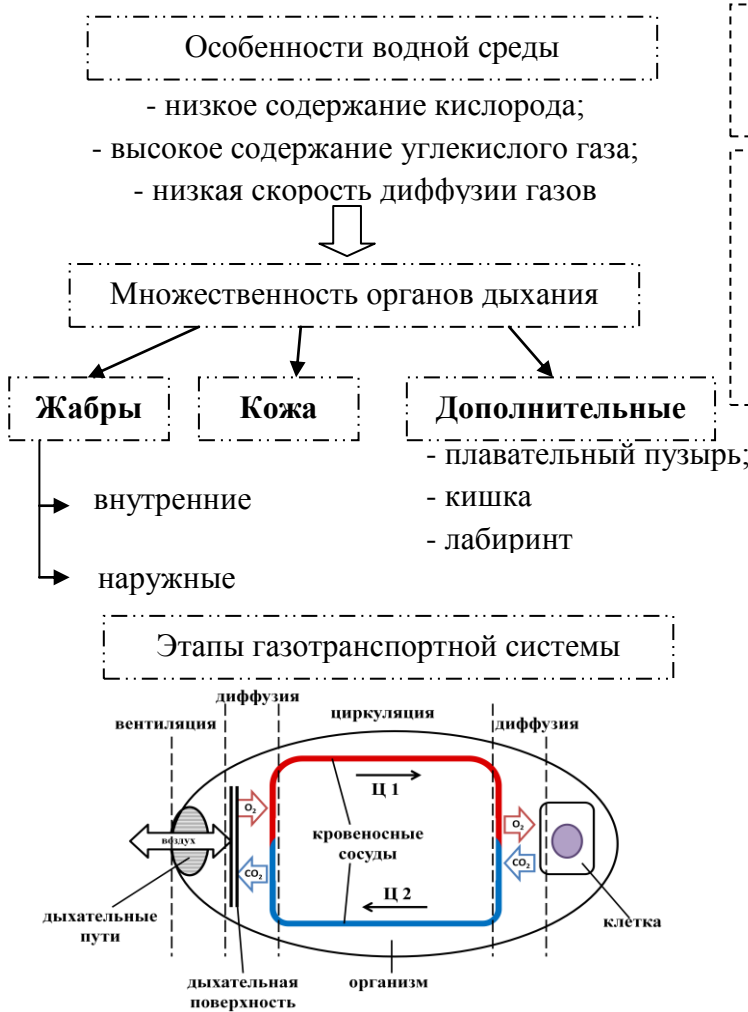 Особенности водной среды
- низкое содержание кислорода;
- высокое содержание углекислого газа;
- низкая скорость диффузии газов
Множественность органов дыхания
Жабры
Кожа
Дополнительные
- плавательный пузырь;
- кишка
- лабиринт
внутренние
наружные
Этапы газотранспортной системы
вентиляция
диффузия
циркуляция
диффузия
Ц 1
O₂
O₂
воздух
кровеносные
сосуды
CO₂
CO₂
Ц 2
дыхательные
пути
клетка
дыхательная
поверхность
организм